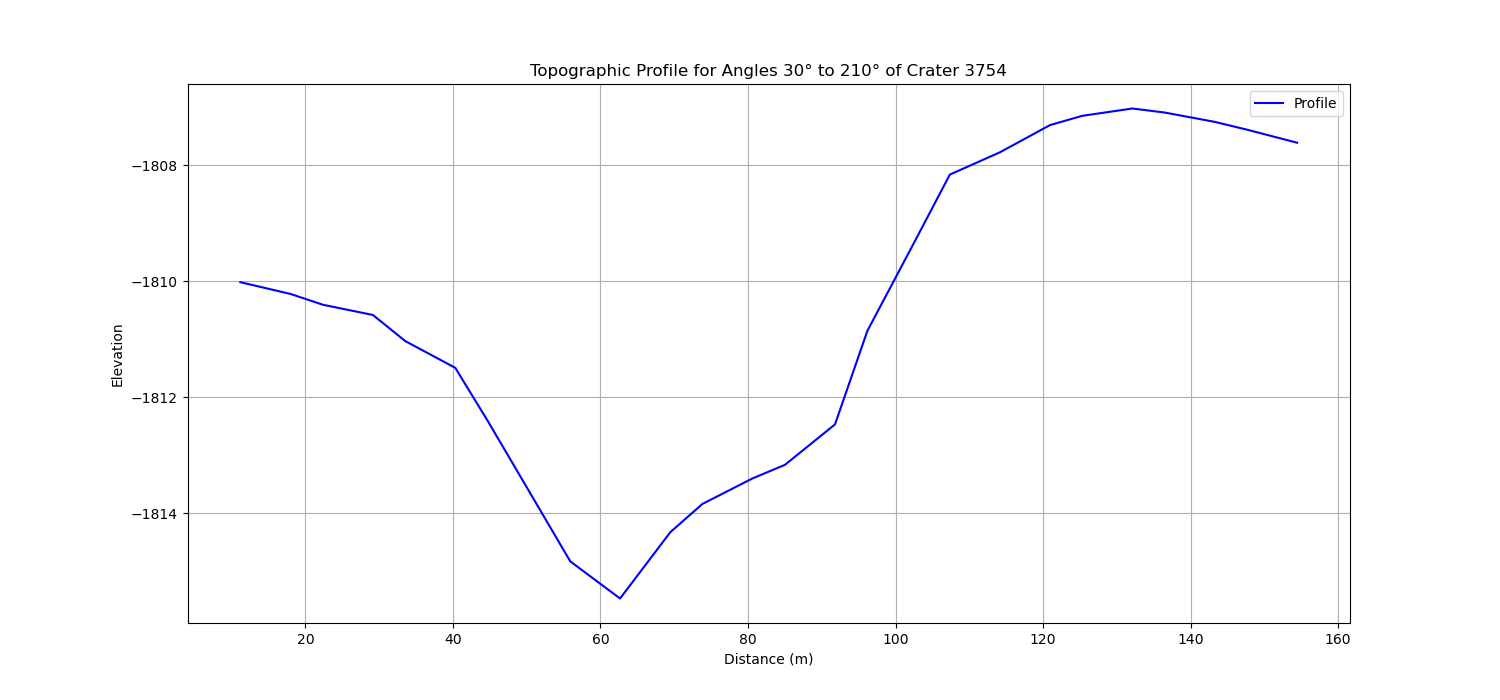 Topographic Profile for Angles 30° to 210° of Crater 3754
Profile
−1808
−1810
−1812
−1814
Elevation
20 40 60 80 100 120 140 160
Distance (m)